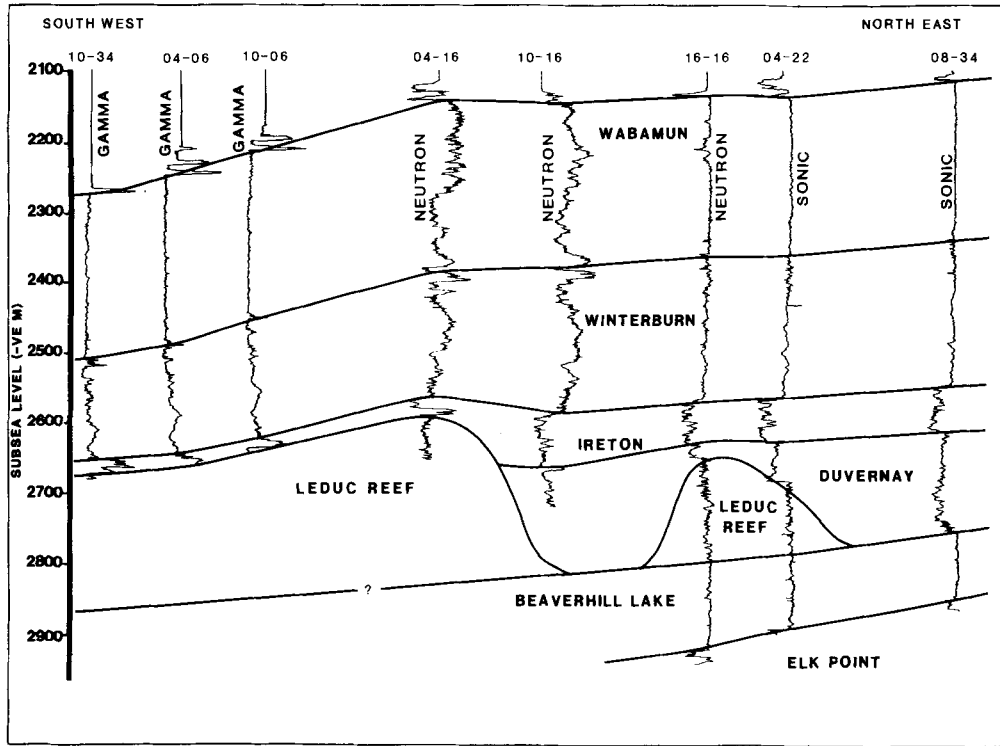 SOUTH WEST
NORTH EAST
10-34
04-06
10-06
04-16
10-16
16-16
04-22
08-34
2100
2200
2300
2400
2500
2600
2700
2800
2900
SUBSEA LEVEL (-VE M)
GAMMA
GAMMA
GAMMA
NEUTRON
NEUTRON
NEUTRON
SONIC
SONIC
WABAMUN
WINTERBURN
IRETON
LEDUC REEF
DUVERNAY
LEDUC
REEF
?
BEAVERHILL LAKE
ELK POINT